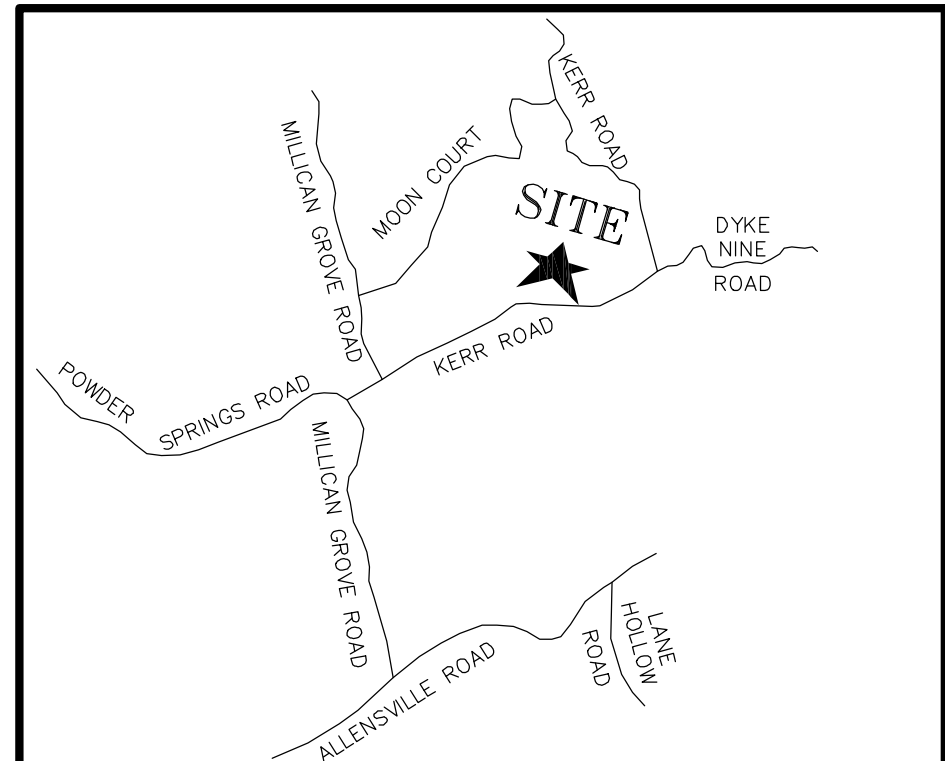 KERR ROAD
MILLICAN GROVE ROAD
MOON COURT
SITE
DYKE
NINE
ROAD
KERR ROAD
POWDER
SPRINGS ROAD
MILLICAN GROVE ROAD
ALLENSVILLE ROAD
LANE
HOLLOW
ROAD